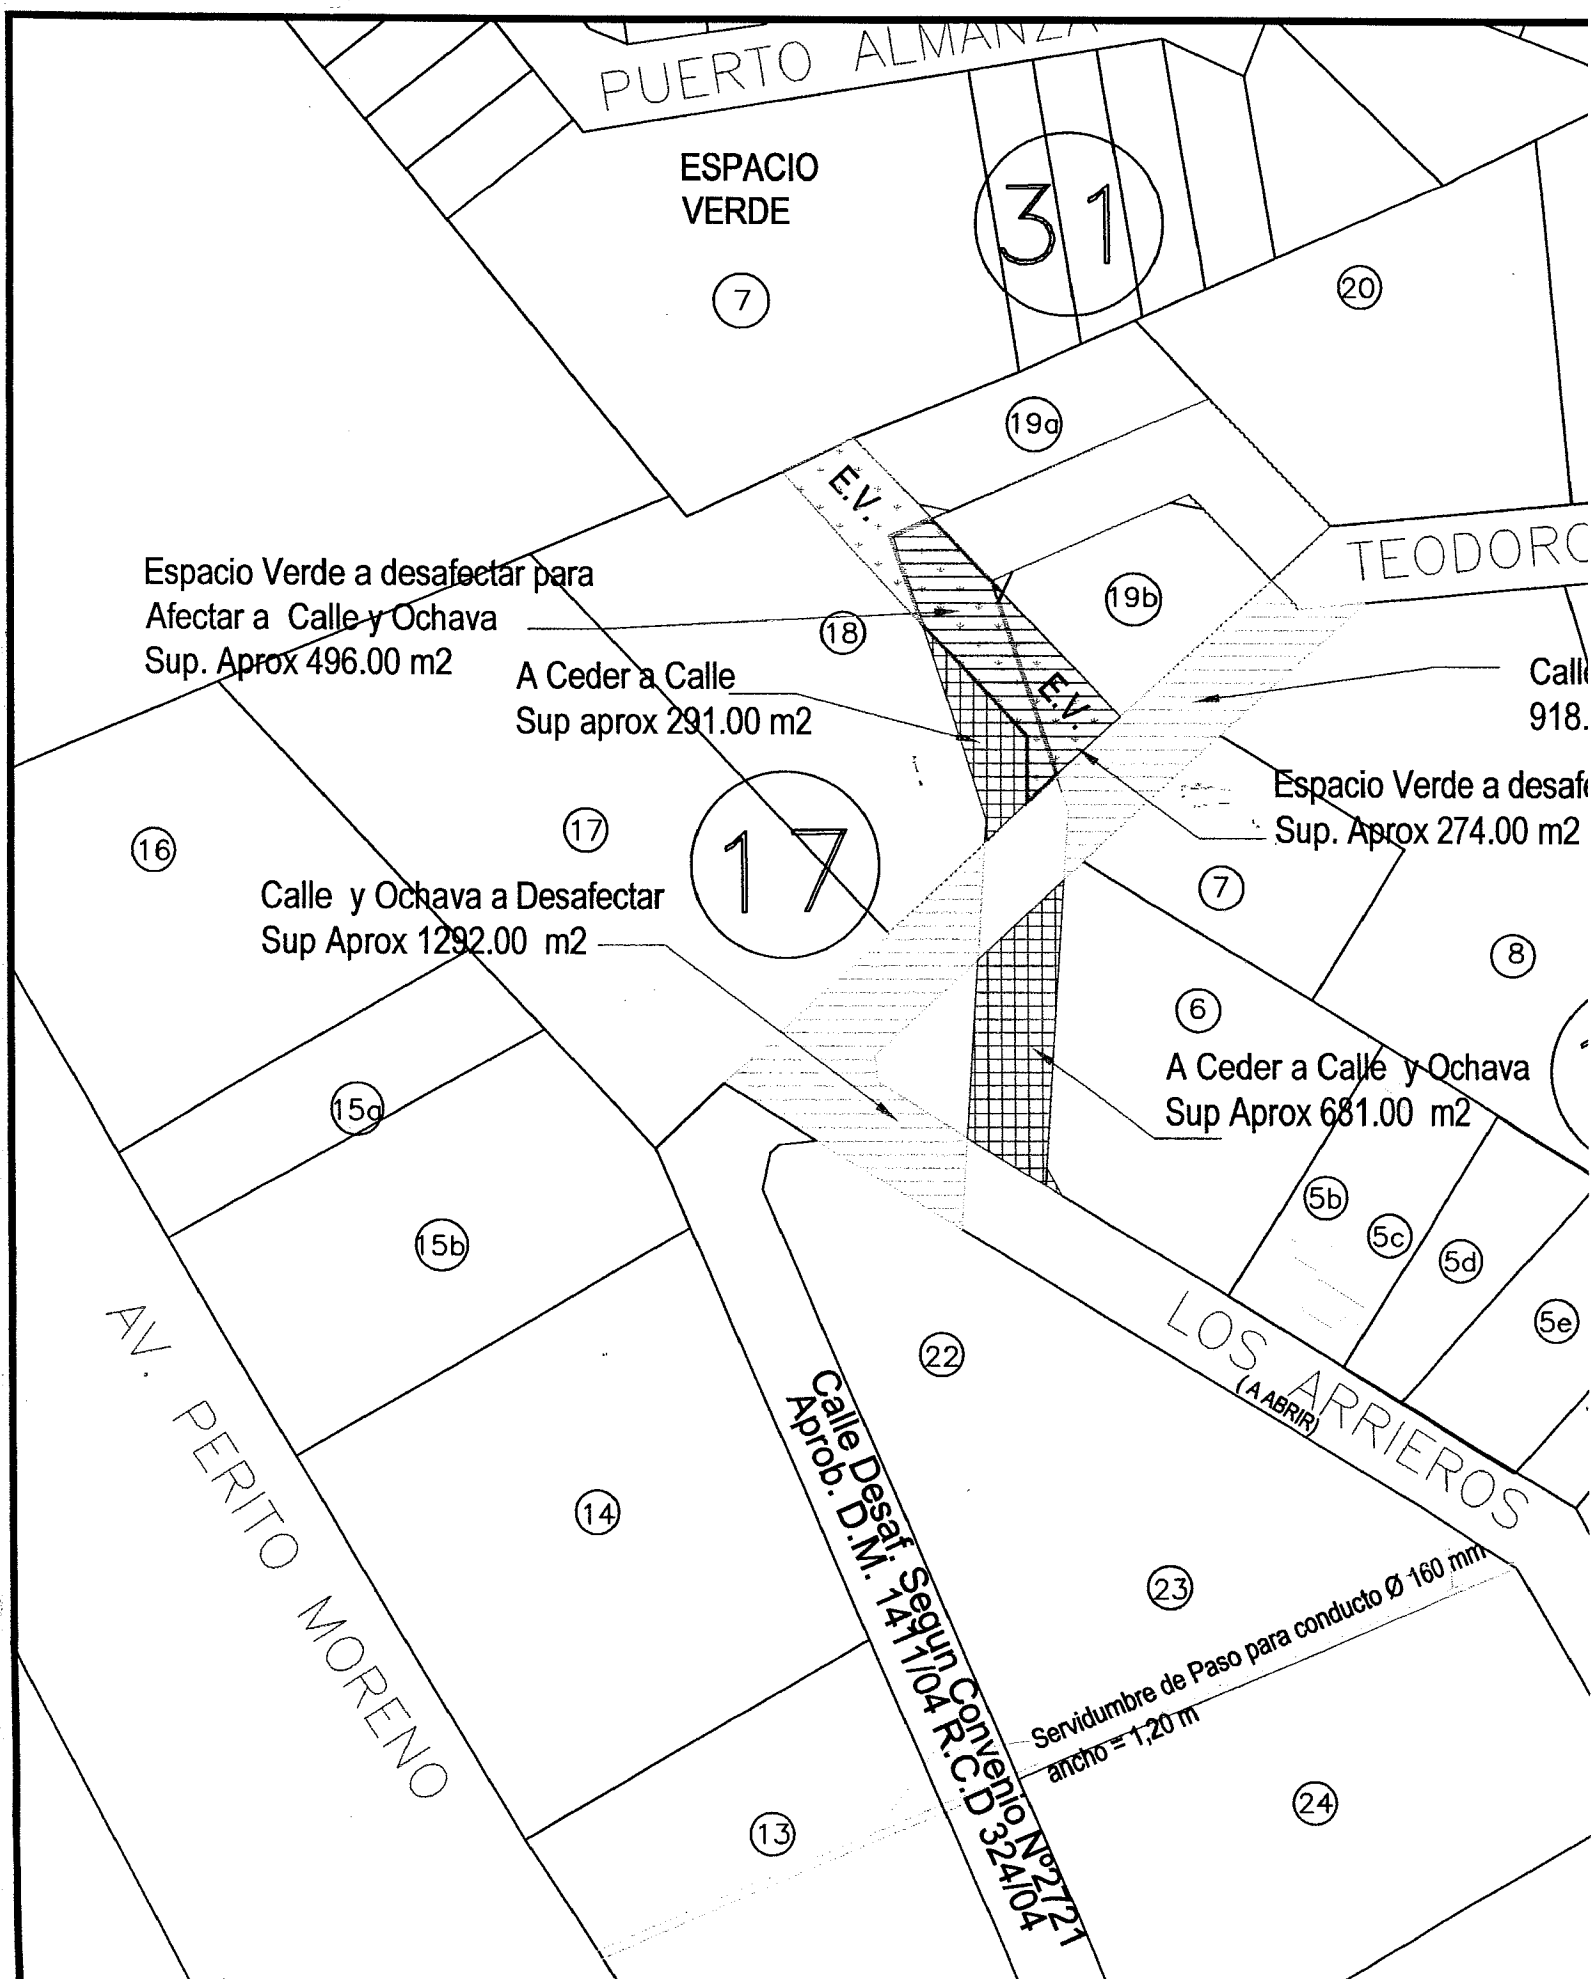 PUERTO ALMANZA
ESPACIO
VERDE
31
7
20
19a
E.V.
TEODORO
Espacio Verde a desafectar para
Afectar a Calle y Ochava
Sup. Aprox 496.00 m2
19b
18
A Ceder a Calle
Sup aprox 291.00 m2
E.V.
Calle
918.
Espacio Verde a desafe
Sup. Aprox 274.00 m2
16
17
17
7
Calle y Ochava a Desafectar
Sup Aprox 1292.00 m2
8
6
A Ceder a Calle y Ochava
Sup Aprox 681.00 m2
15a
15b
5b
5c
5d
5e
AV. PERITO MORENO
22
LOS ARRIEROS
(A ABRIR)
Calle Desaf. Segun Convenio Nº2721
Aprob. D.M. 1411/04 R.C.D 324/04
14
23
Servidumbre de Paso para conducto Ø 160 mm
ancho = 1,20 m
13
24